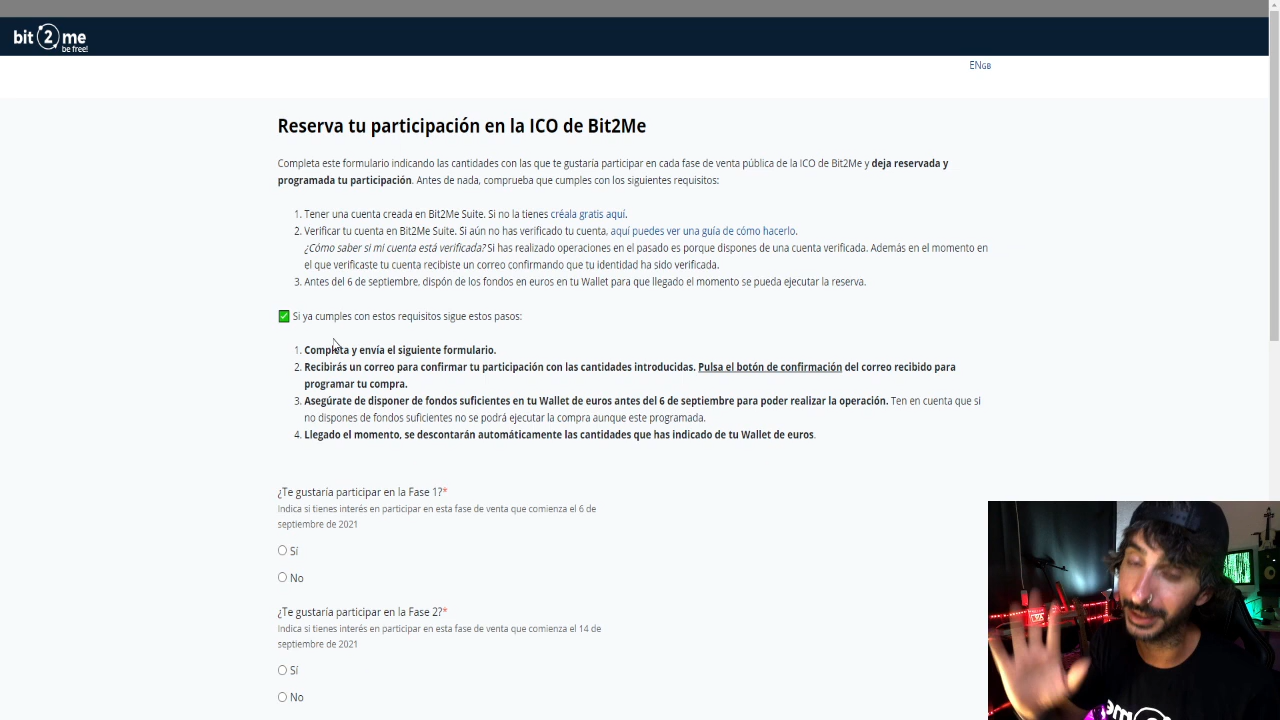 bit 2 me
be free!
ENGB
Reserva tu participación en la ICO de Bit2Me
Completa este formulario indicando las cantidades con las que te gustaría participar en cada fase de venta pública de la ICO de Bit2Me y deja reservada y
programada tu participación. Antes de nada, comprueba que cumples con los siguientes requisitos:
1. Tener una cuenta creada en Bit2Me Suite. Si no la tienes créala gratis aquí.
2. Verificar tu cuenta en Bit2Me Suite. Si aún no has verificado tu cuenta, aquí puedes ver una guía de cómo hacerlo.
¿Cómo saber si mi cuenta está verificada? Si has realizado operaciones en el pasado es porque dispones de una cuenta verificada. Además en el momento en
el que verificaste tu cuenta recibiste un correo confirmando que tu identidad ha sido verificada.
3. Antes del 6 de septiembre, dispón de los fondos en euros en tu Wallet para que llegado el momento se pueda ejecutar la reserva.
✅ Si ya cumples con estos requisitos sigue estos pasos:
1. Completa y envía el siguiente formulario.
2. Recibirás un correo para confirmar tu participación con las cantidades introducidas. Pulsa el botón de confirmación del correo recibido para
programar tu compra.
3. Asegúrate de disponer de fondos suficientes en tu Wallet de euros antes del 6 de septiembre para poder realizar la operación. Ten en cuenta que si
no dispones de fondos suficientes no se podrá ejecutar la compra aunque este programada.
4. Llegado el momento, se descontarán automáticamente las cantidades que has indicado de tu Wallet de euros.
¿Te gustaría participar en la Fase 1?*
Indica si tienes interés en participar en esta fase de venta que comienza el 6 de
septiembre de 2021
Sí
No
¿Te gustaría participar en la Fase 2?*
Indica si tienes interés en participar en esta fase de venta que comienza el 14 de
septiembre de 2021
Sí
No